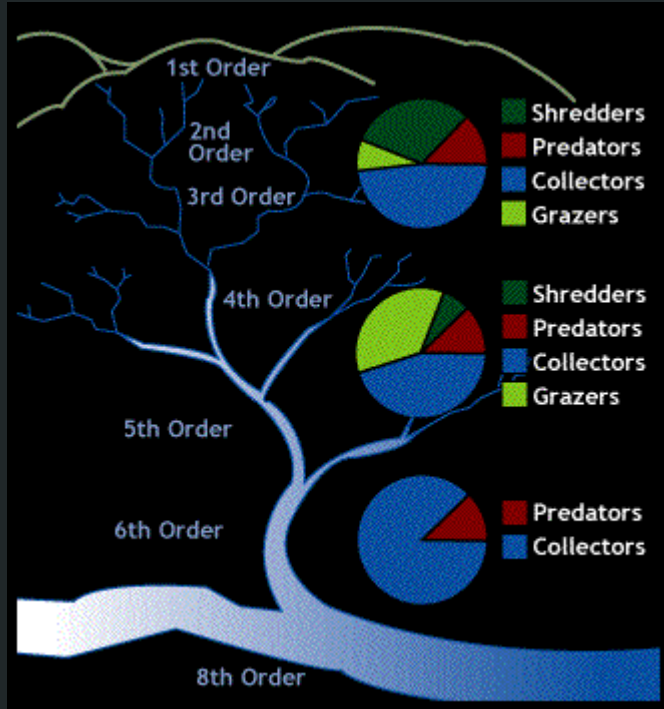 1st Order
2nd
Order
3rd Order
Shredders
Predators
Collectors
Grazers
4th Order
Shredders
Predators
Collectors
Grazers
5th Order
6th Order
Predators
Collectors
8th Order